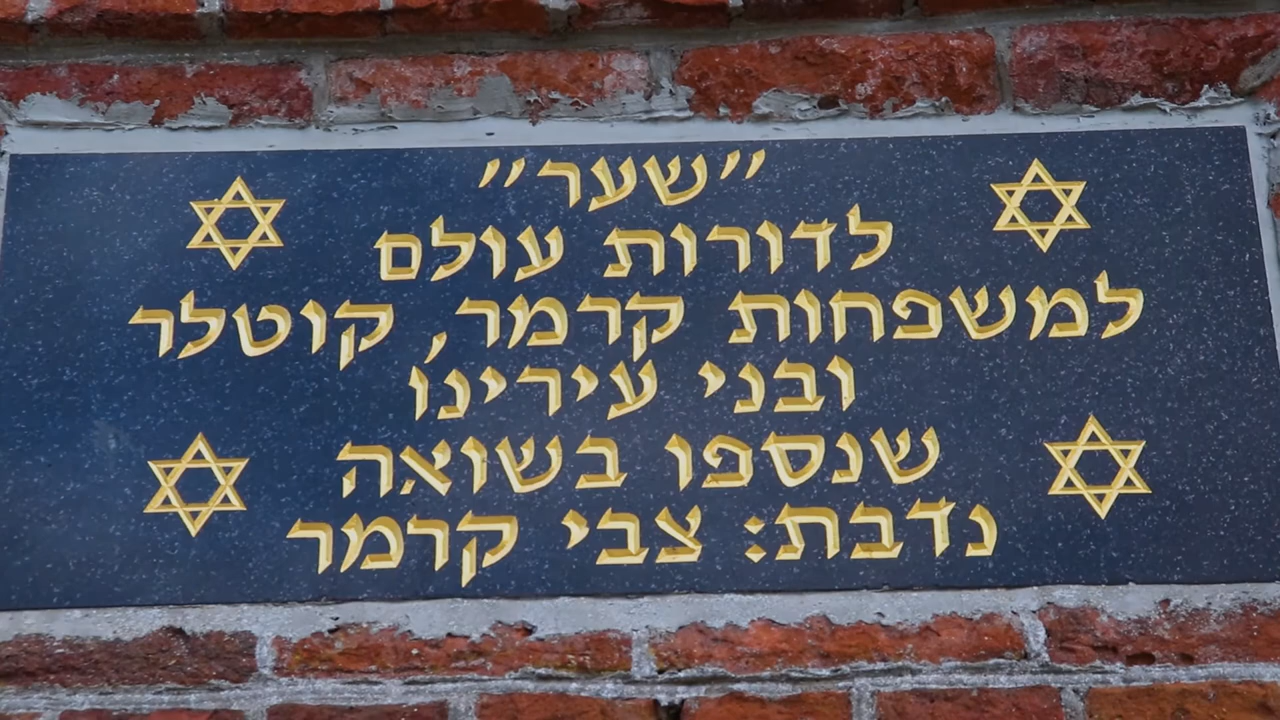 "שער"
לדורות עולם
למשפחות קרמר, קוטלר
ובני עירינו
שנספו בשואה
נדבת: צבי קרמר